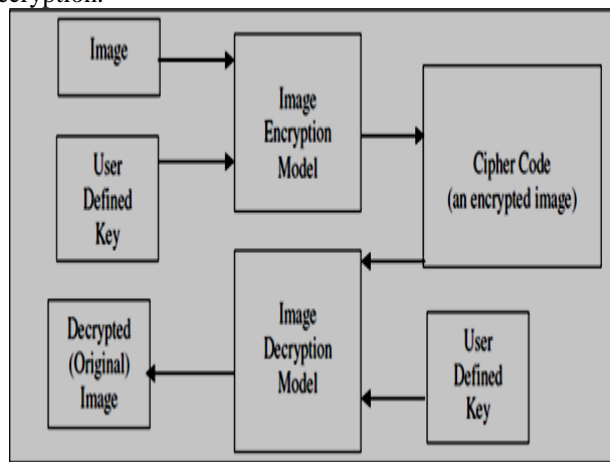 Image
Image
Encryption
Model
User
Defined
Key
Cipher Code
(an encrypted image)
Decrypted
(Original)
Image
Image
Decryption
Model
User
Defined
Key